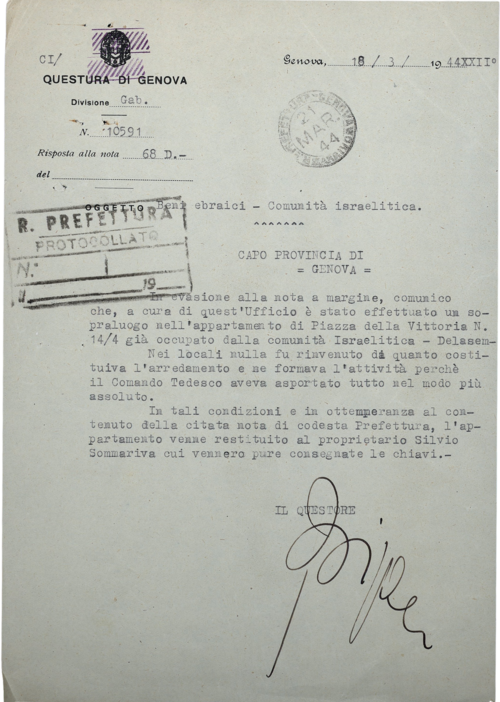 CI/
QUESTURA DI GENOVA
Divisione Gab.
N. 10591
Risposta alla nota 68 D.-
del
Genova, 18 / 3 / 1944XXII°
21 MAR. 44
OGGETTO Beni ebraici - Comunità israelitica.
R. PREFETTURA
PROTOCOLLATO
N.°
19
CAPO PROVINCIA DI
= GENOVA =
In evasione alla nota a margine, comunico
che, a cura di quest'Ufficio è stato effettuato un so-
praluogo nell'appartamento di Piazza della Vittoria N.
14/4 già occupato dalla comunità Israelitica - Delasem-
Nei locali nulla fu rinvenuto di quanto costi-
tuiva l'arredamento e ne formava l'attività perchè
il Comando Tedesco aveva asportato tutto nel modo più
assoluto.
In tali condizioni e in ottemperanza al con-
tenuto della citata nota di codesta Prefettura, l'ap-
partamento venne restituito al proprietario Silvio
Sommariva cui vennero pure consegnate le chiavi.-
IL QUESTORE